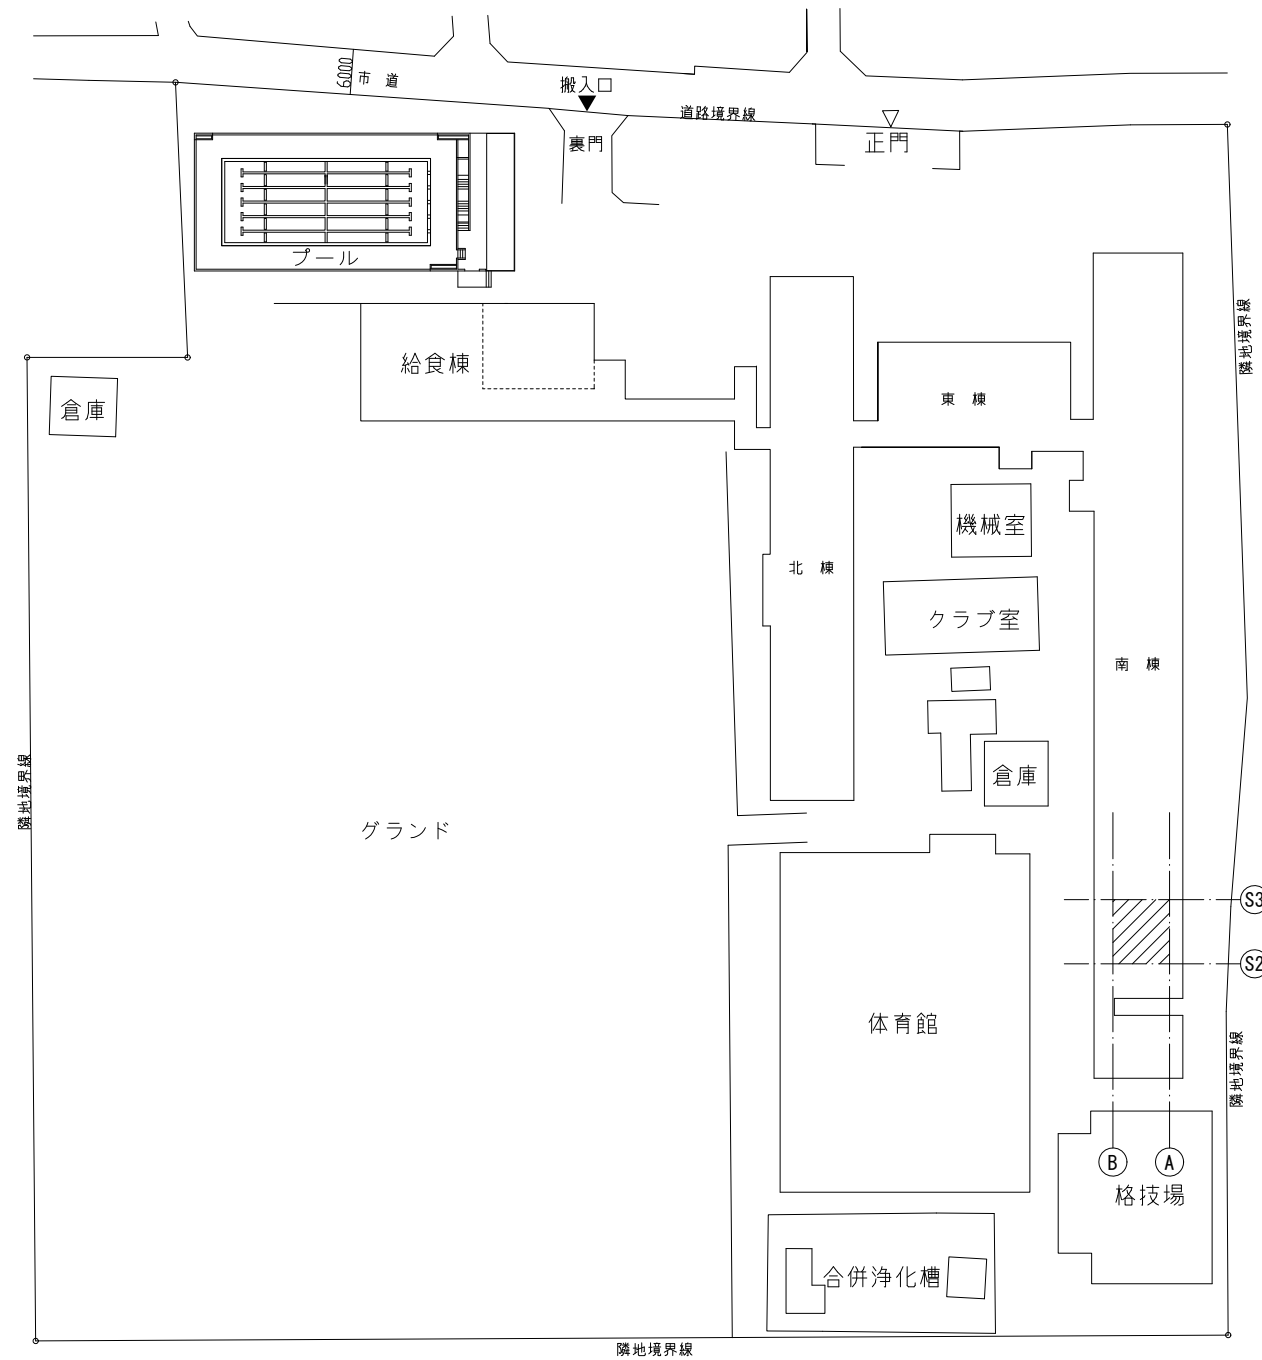 6000
市 道
搬入口
道路境界線
裏門
正門
プール
隣地境界線
給食棟
倉庫
東 棟
機械室
北 棟
クラブ室
南 棟
倉庫
隣地境界線
グランド
S3
S2
体育館
隣地境界線
B
A
格技場
合併浄化槽
隣地境界線